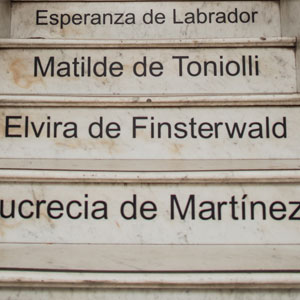 Esperanza de Labrador
Matilde de Toniolli
Elvira de Finsterwald
ucrecia de Martínez